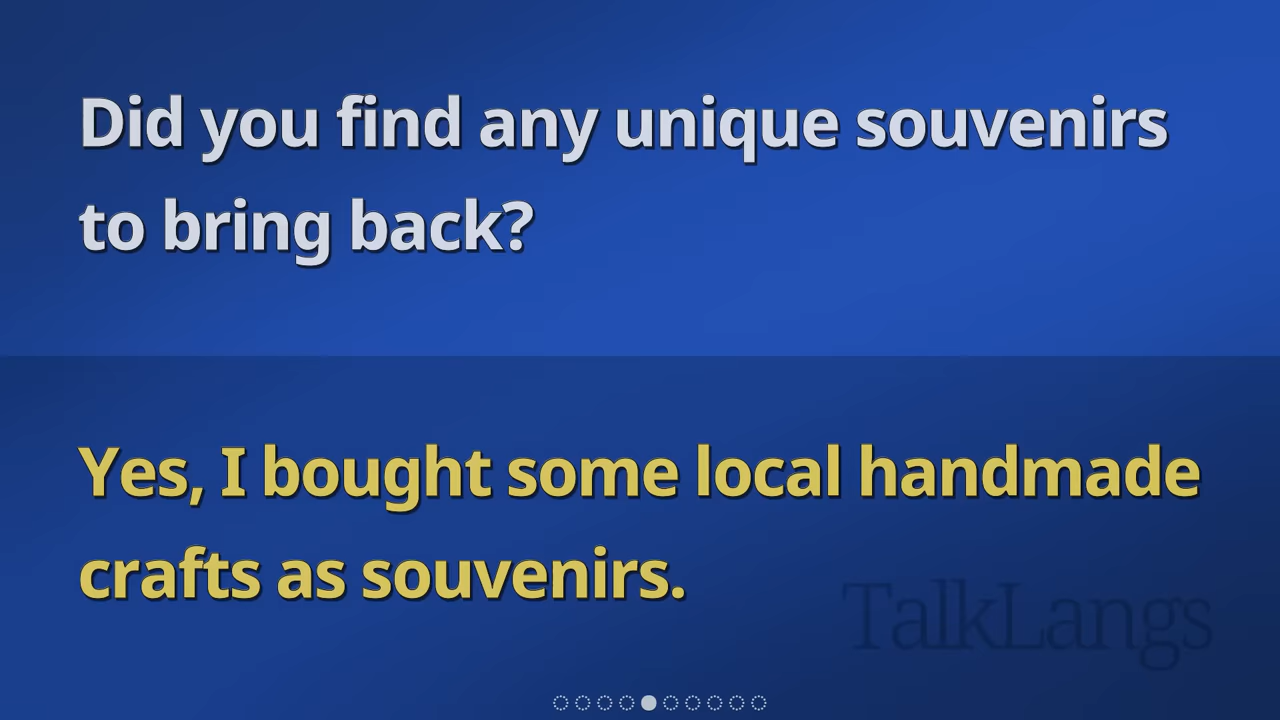 Did you find any unique souvenirs
to bring back?
Yes, I bought some local handmade
crafts as souvenirs.
TalkLangs